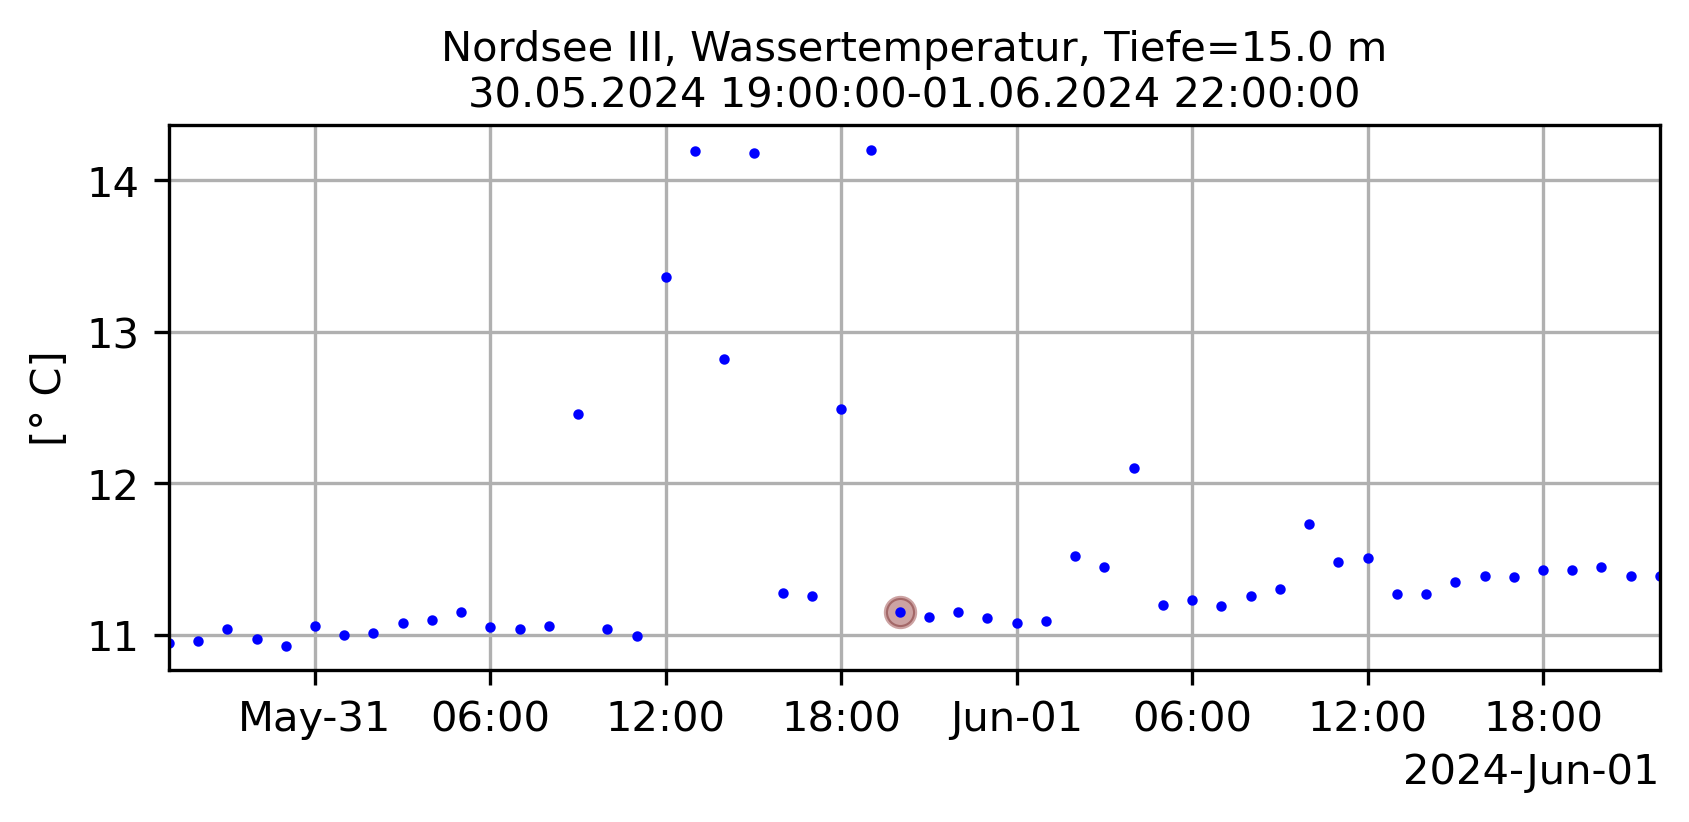 Nordsee III, Wassertemperatur, Tiefe=15.0 m
30.05.2024 19:00:00-01.06.2024 22:00:00
14
13
12
11
[° C]
May-31 06:00 12:00 18:00 Jun-01 06:00 12:00 18:00
2024-Jun-01